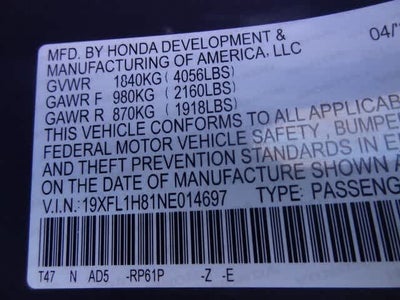 MFD. BY HONDA DEVELOPMENT & 04/
MANUFACTURING OF AMERICA, LLC
GVWR 1840KG (4056LBS)
GAWR F 980KG (2160LBS)
GAWR R 870KG (1918LBS)
THIS VEHICLE CONFORMS TO ALL APPLICAB
FEDERAL MOTOR VEHICLE SAFETY, BUMPER
THEFT PREVENTION STANDARDS IN E
ON THE DATE OF MANUFACTURE SHOWN A
V.I.N.: 19XFL1H81NE014697 TYPE: PASSENG
T47 N AD5 -RP61P -Z -E